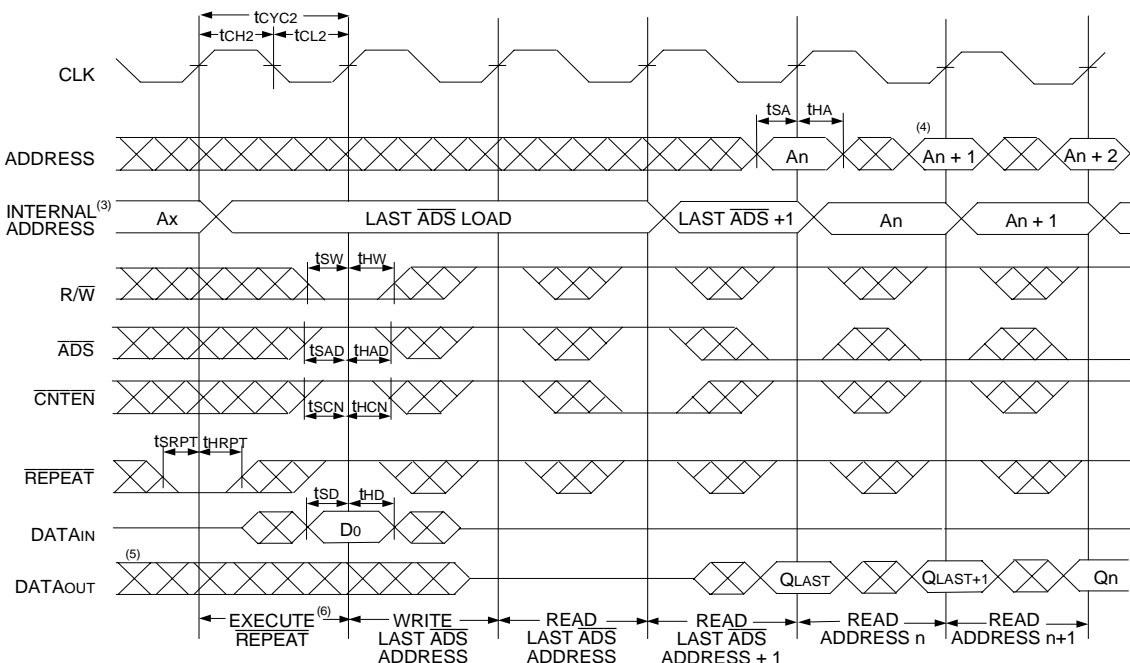 tCYC2
tCH2 tCL2
CLK
tSA tHA
(4)
ADDRESS An An + 1 An + 2
INTERNAL (3)
ADDRESS Ax LAST ADS LOAD LAST ADS +1 An An + 1
tSW tHW
R/W
ADS
tSAD tHAD
CNTEN
tSCN tHCN
tSRPT tHRPT
REPEAT
tSD tHD
DATAIN D0
(5)
DATAOUT QLAST QLAST+1 Qn
EXECUTE (6) WRITE READ READ READ READ
REPEAT LAST ADS LAST ADS LAST ADS ADDRESS n ADDRESS n+1
ADDRESS ADDRESS ADDRESS + 1